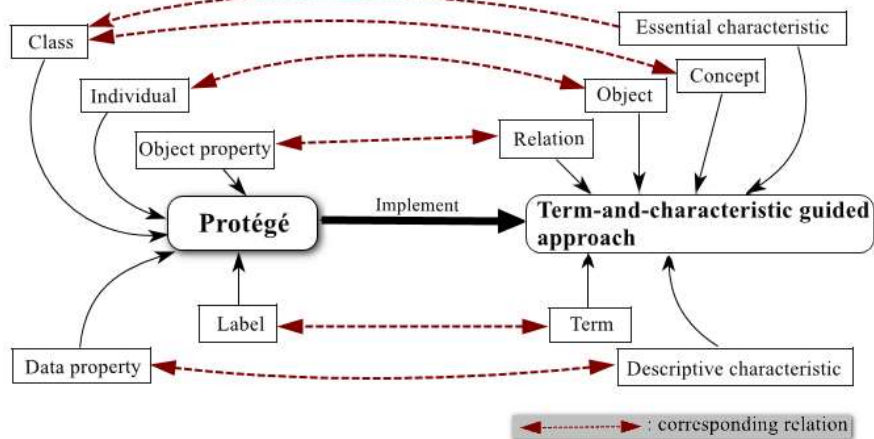 Essential characteristic
Class
Concept
Individual
Object
Relation
Object property
Implement
Protégé
Term-and-characteristic guided
approach
Label
Term
Data property
Descriptive characteristic
: corresponding relation